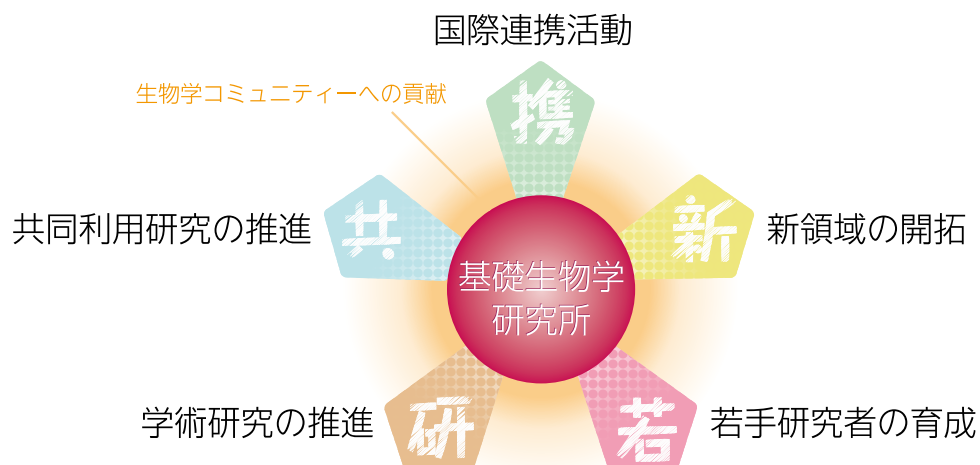 国際連携活動
生物学コミュニティーへの貢献
携
共同利用研究の推進
共
新
新領域の開拓
基礎生物学
研究所
学術研究の推進
研
若
若手研究者の育成